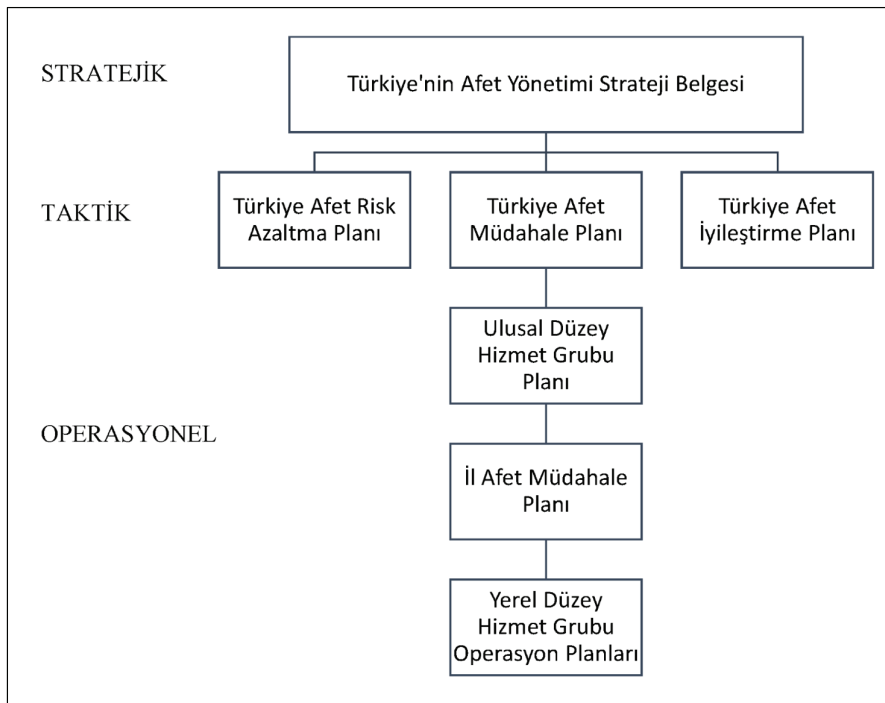 STRATEJİK
Türkiye'nin Afet Yönetimi Strateji Belgesi
TAKTİK
Türkiye Afet Risk
Azaltma Planı
Türkiye Afet
Müdahale Planı
Türkiye Afet
İyileştirme Planı
Ulusal Düzey
Hizmet Grubu
Planı
OPERASYONEL
İl Afet Müdahale
Planı
Yerel Düzey
Hizmet Grubu
Operasyon Planları